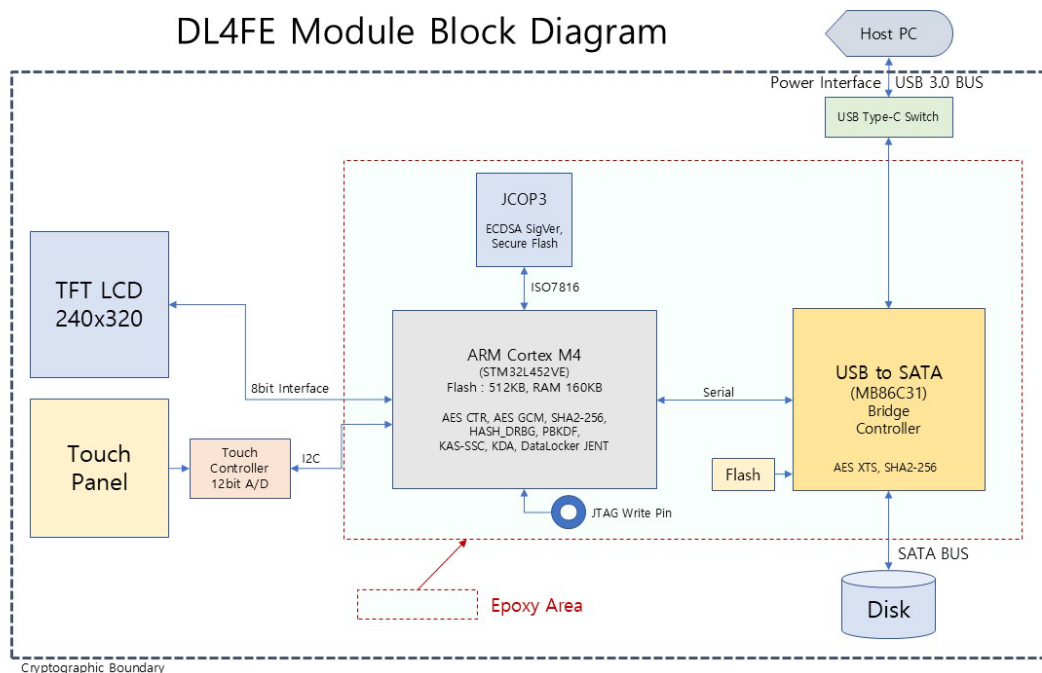 DL4FE Module Block Diagram
Host PC
Power Interface
USB 3.0 BUS
USB Type-C Switch
JCOP3
ECDSA SigVer,
Secure Flash
ISO7816
TFT LCD
240x320
8bit Interface
ARM Cortex M4
(STM32L452VE)
Flash : 512KB, RAM 160KB
AES CTR, AES GCM, SHA2-256,
HASH_DRBG, PBKDF,
KAS-SSC, KDA, DataLocker JENT
Serial
USB to SATA
(MB86C31)
Bridge
Controller
AES XTS, SHA2-256
Touch
Panel
Touch
Controller
12bit A/D
I2C
Flash
JTAG Write Pin
SATA BUS
Disk
Epoxy Area
Cryptographic Boundary